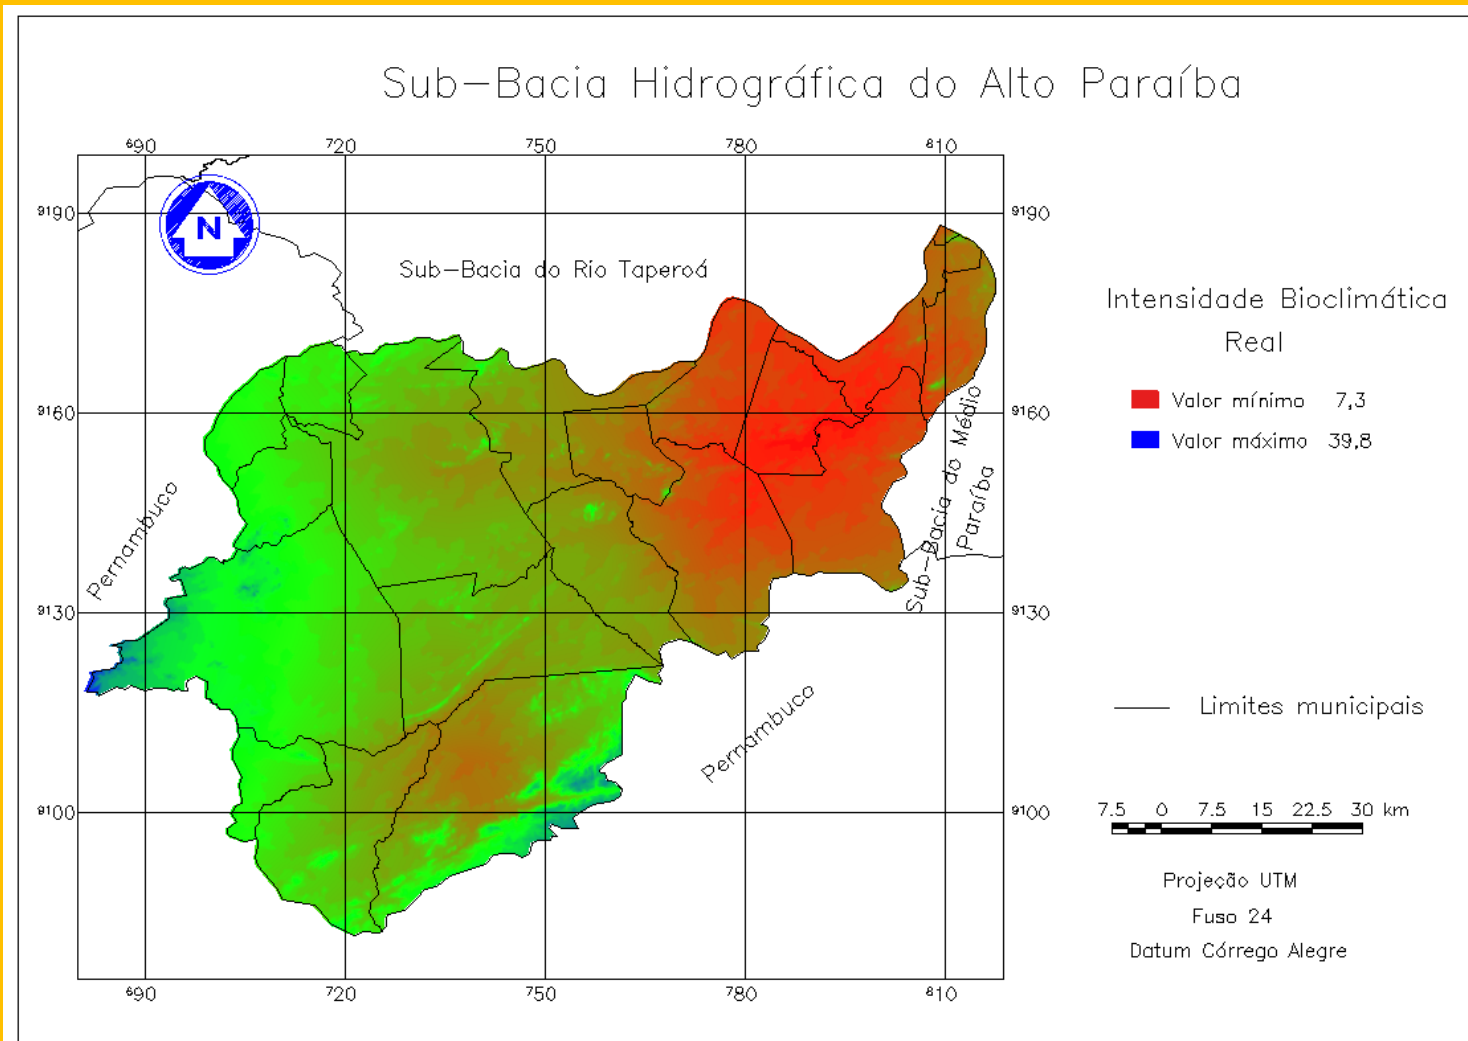 Sub-Bacia Hidrográfica do Alto Paraíba
690 720 750 780 810
9190 9190
N
Sub-Bacia do Rio Taperoá
Intensidade Bioclimática
Real
Valor mínimo 7,3
Valor máximo 39,8
9160 9160
Pernambuco
Sub-Bacia do Médio
Paraíba
9130 9130
Pernambuco
Limites municipais
9100 9100
7.5 0 7.5 15 22.5 30 km
Projeção UTM
Fuso 24
Datum Córrego Alegre
690 720 750 780 810